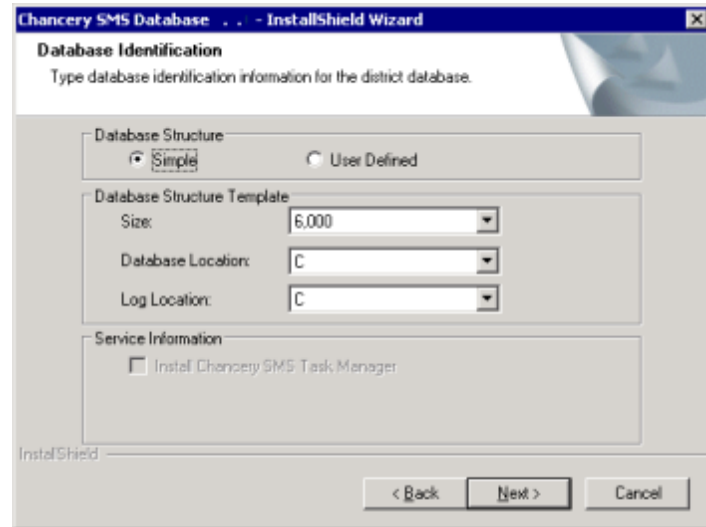 Chancery SMS Database . . - InstallShield Wizard
Database Identification
Type database identification information for the district database.
Database Structure
Simple
User Defined
Database Structure Template
Size:
6,000
Database Location:
C
Log Location:
C
Service Information
Install Chancery SMS Task Manager
InstallShield
< Back
Next >
Cancel